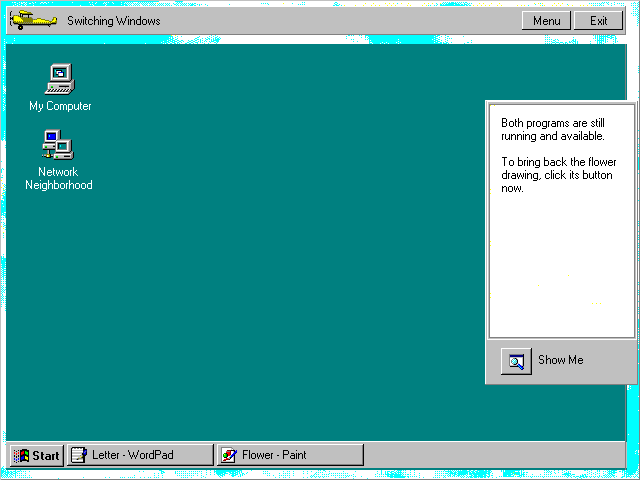 Switching Windows
Menu
Exit
My Computer
Network
Neighborhood
Both programs are still
running and available.
To bring back the flower
drawing, click its button
now.
Show Me
Start
Letter - WordPad
Flower - Paint